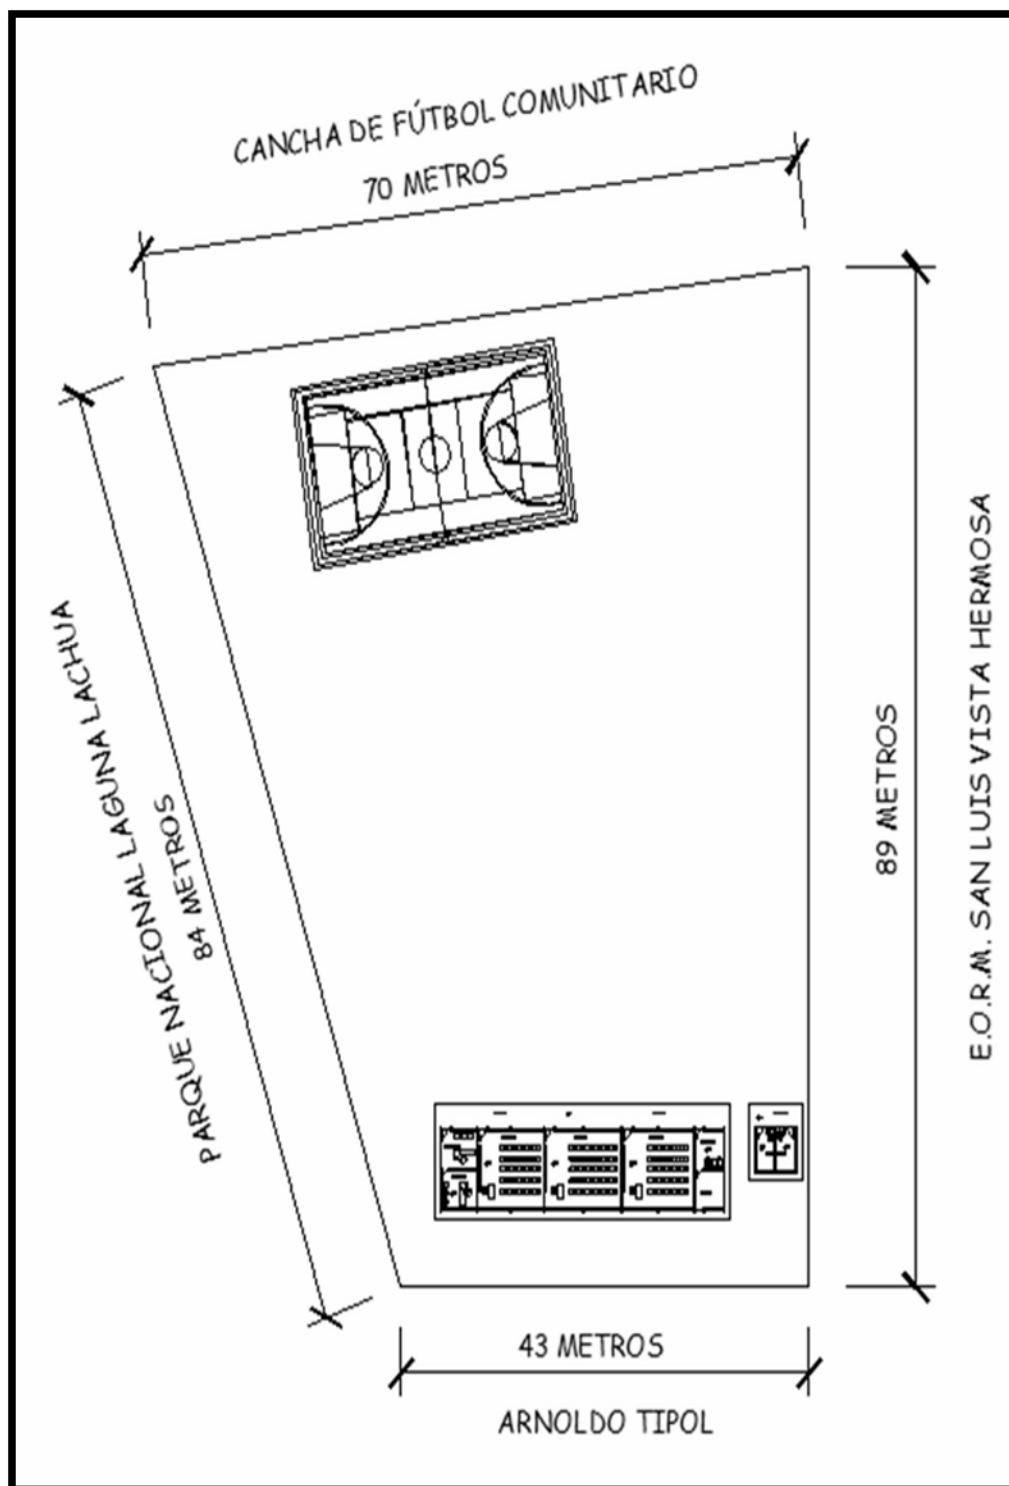 CANCHA DE FÚTBOL COMUNITARIO
70 METROS
PARQUE NACIONAL LAGUNA LACHUA
84 METROS
89 METROS
E.O.R.M. SAN LUIS VISTA HERMOSA
43 METROS
ARNOLDO TIPOL